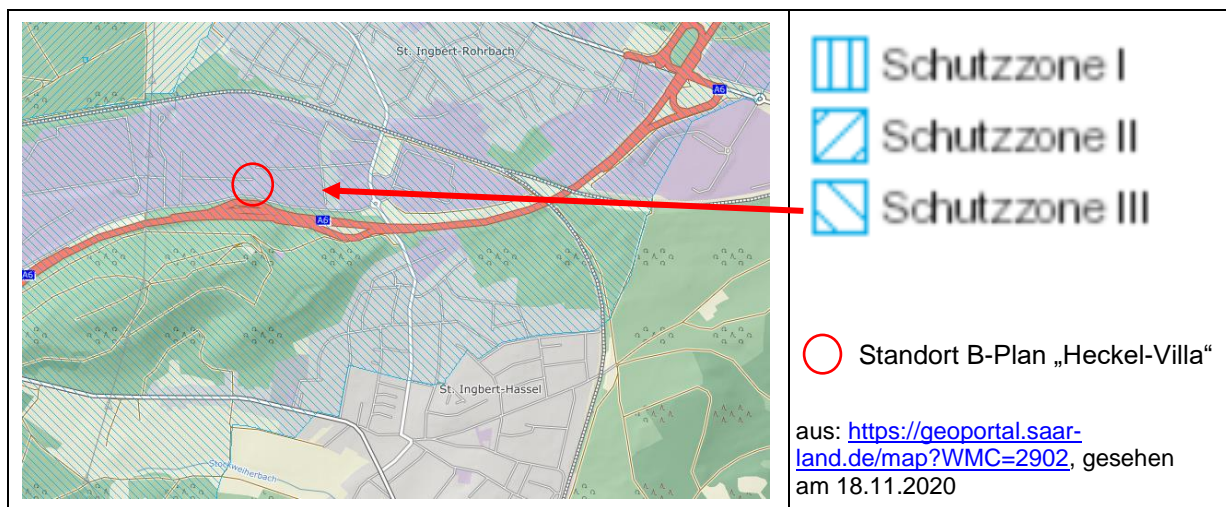 St. Ingbert-Rohrbach
A6
A6
A6
St. Ingbert-Hassel
Stockweiherbach
Schutzzone I
Schutzzone II
Schutzzone III
Standort B-Plan „Heckel-Villa“
aus: https://geoportal.saar-
land.de/map?WMC=2902, gesehen
am 18.11.2020